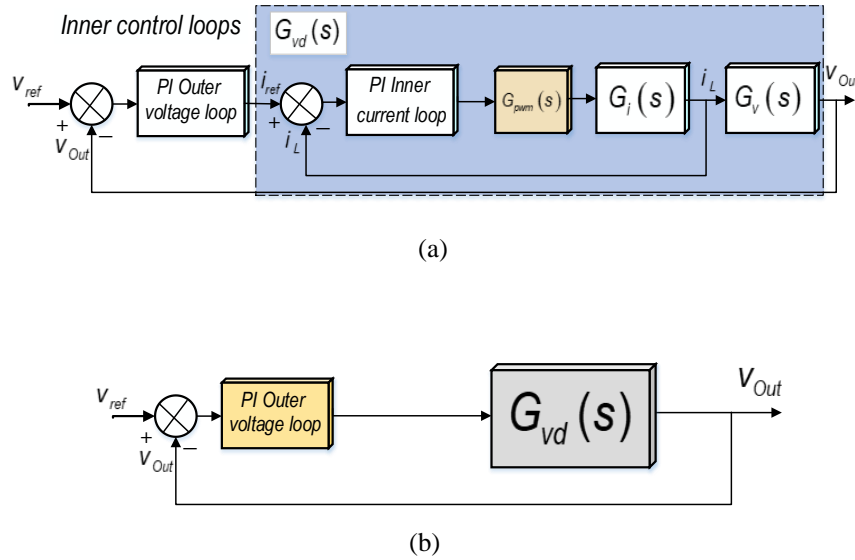 Inner control loops
G_vd(s)
v_ref
+
−
v_Out
PI Outer
voltage loop
i_ref
+
−
i_L
PI Inner
current loop
G_pwm(s)
G_i(s)
i_L
G_v(s)
v_Ou
(a)
v_ref
+
−
v_Out
PI Outer
voltage loop
G_vd(s)
v_Out
(b)